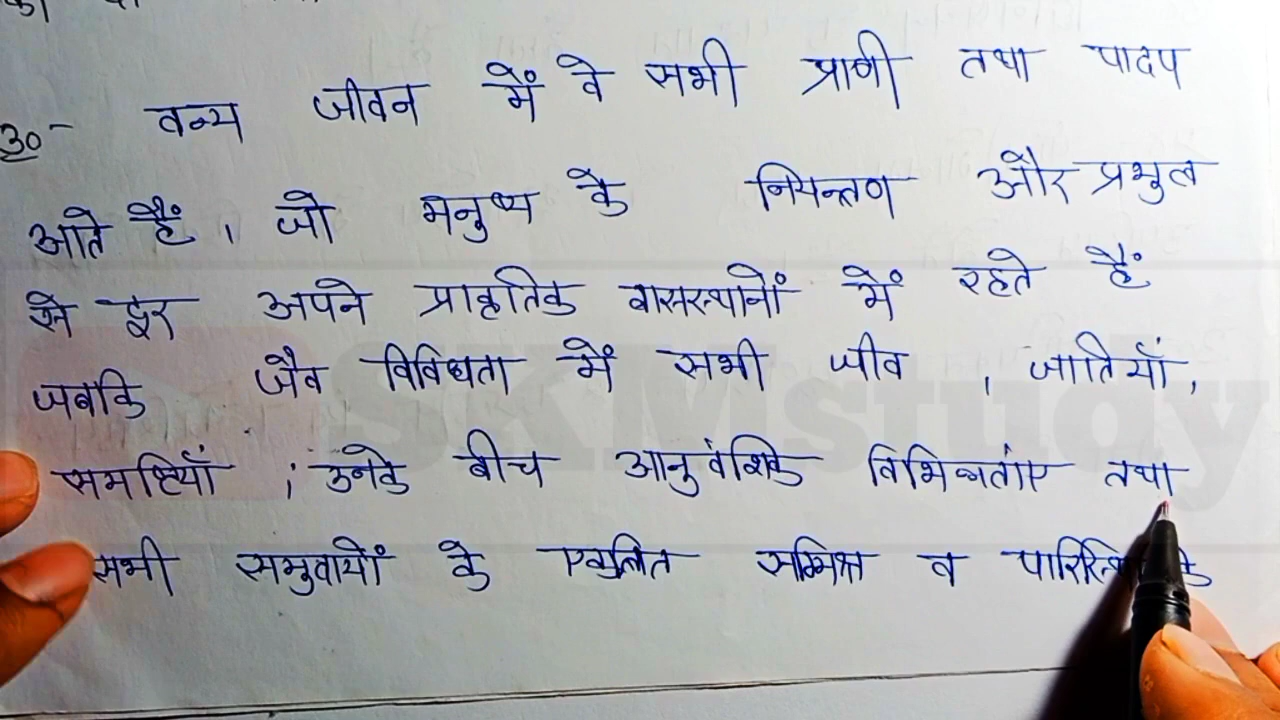 उ०- वन्य जीवन में वे सभी प्राणी तथा पादप
आते हैं, जो मनुष्य के नियन्त्रण और प्रभुत्व
से दूर अपने प्राकृतिक वासस्थानों में रहते हैं
जबकि जैव विविधता में सभी जीव, जातियाँ,
समष्टियाँ, उनके बीच आनुवंशिक विभिन्नताएं तथा
सभी समुदायों के एकत्रित सम्मिश्र व
SKMstudy